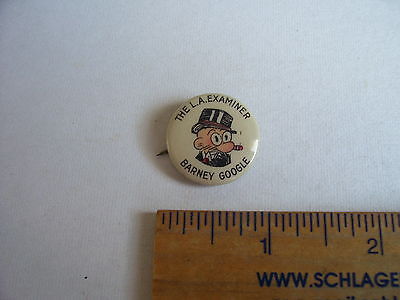 THE L.A. EXAMINER
BARNEY GOOGLE
1 2
WWW.SCHLAGE